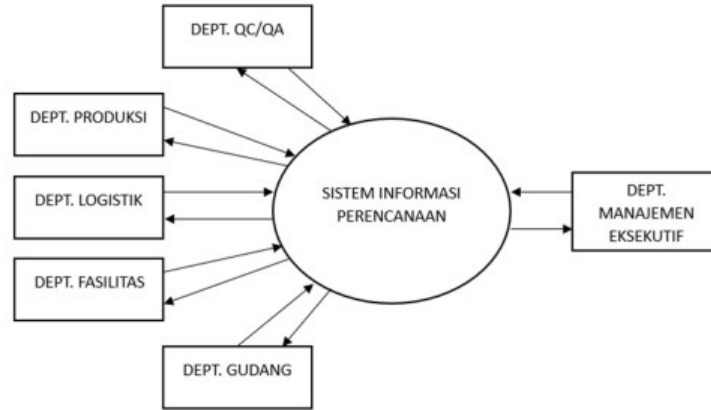 DEPT. QC/QA
DEPT. PRODUKSI
DEPT. LOGISTIK
SISTEM INFORMASI
PERENCANAAN
DEPT.
MANAJEMEN
EKSEKUTIF
DEPT. FASILITAS
DEPT. GUDANG